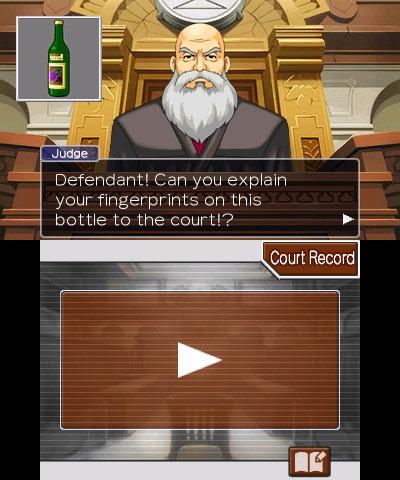 Judge
Defendant! Can you explain
your fingerprints on this
bottle to the court!?
Court Record